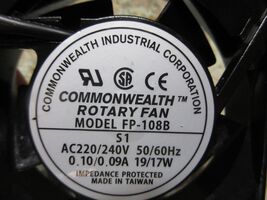 COMMONWEALTH INDUSTRIAL CORPORATION
COMMONWEALTH™
ROTARY FAN
MODEL FP-108B
S1
AC220/240V 50/60Hz
0.10/0.09A 19/17W
IMPEDANCE PROTECTED
MADE IN TAIWAN